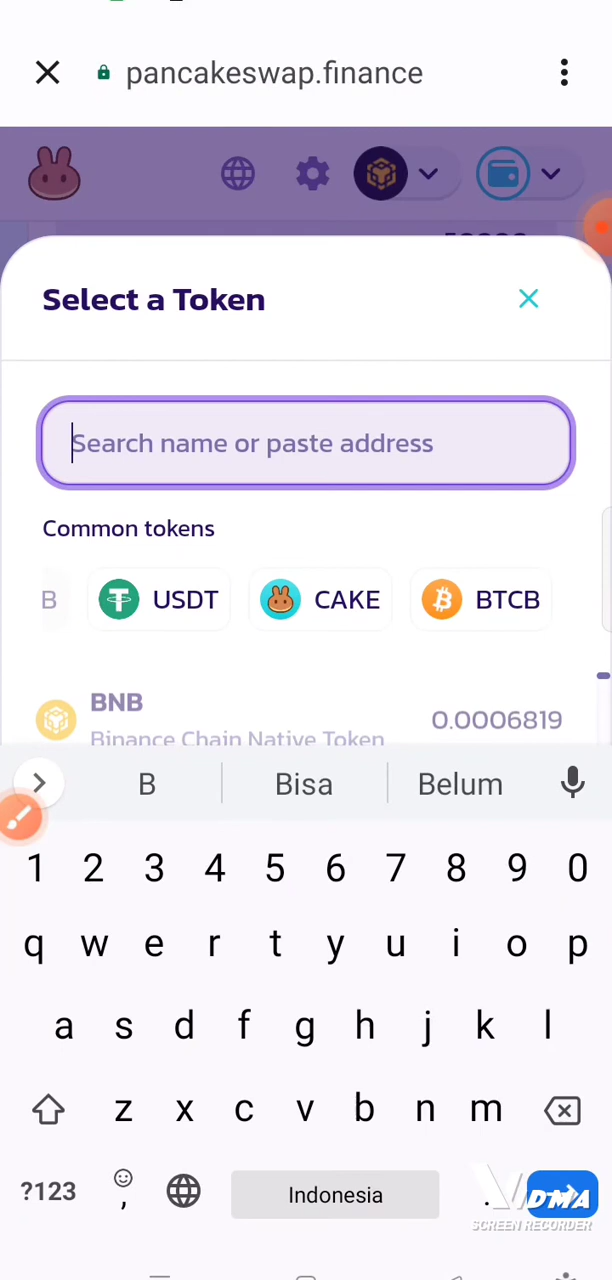 pancakeswap.finance
Select a Token
Search name or paste address
Common tokens
B USDT CAKE BTCB
BNB 0.0006819
Binance Chain Native Token
B Bisa Belum
1 2 3 4 5 6 7 8 9 0
q w e r t y u i o p
a s d f g h j k l
z x c v b n m
?123 , Indonesia .
VDMA
SCREEN RECORDER